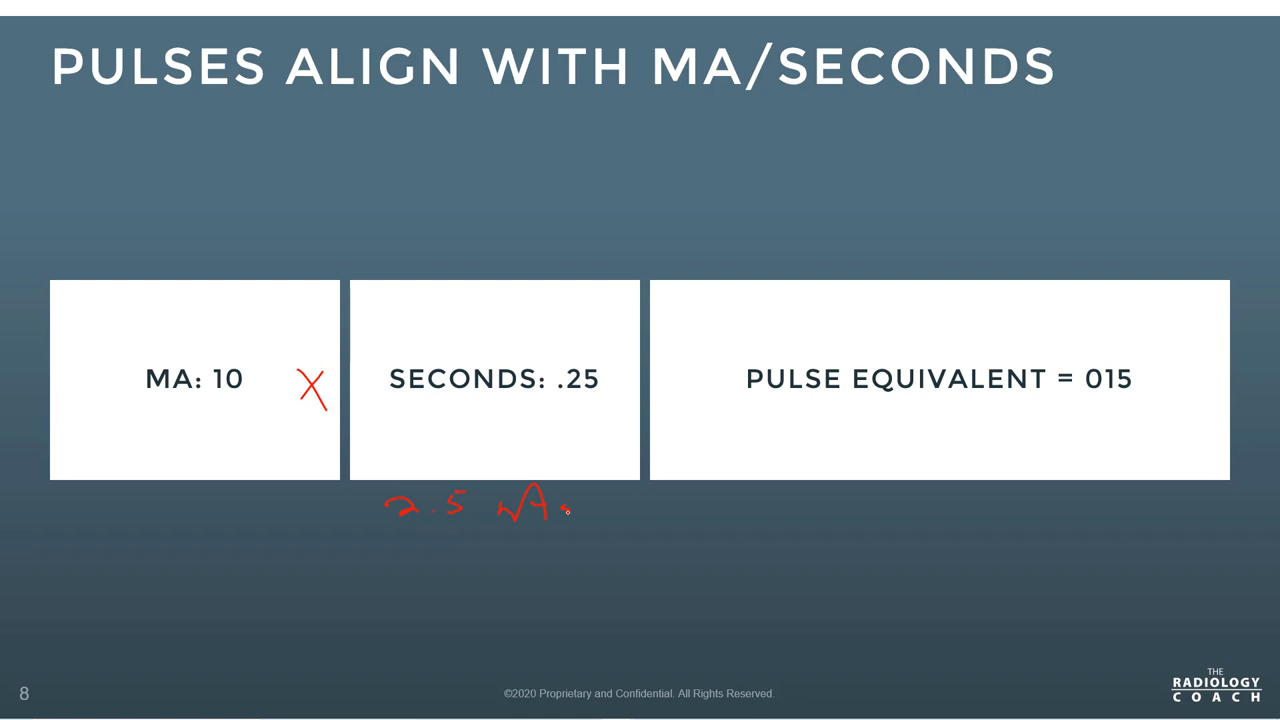 PULSES ALIGN WITH MA/SECONDS
MA: 10
X
SECONDS: .25
PULSE EQUIVALENT = 015
2.5 mAs
8
©2020 Proprietary and Confidential. All Rights Reserved.
THE
RADIOLOGY
COACH